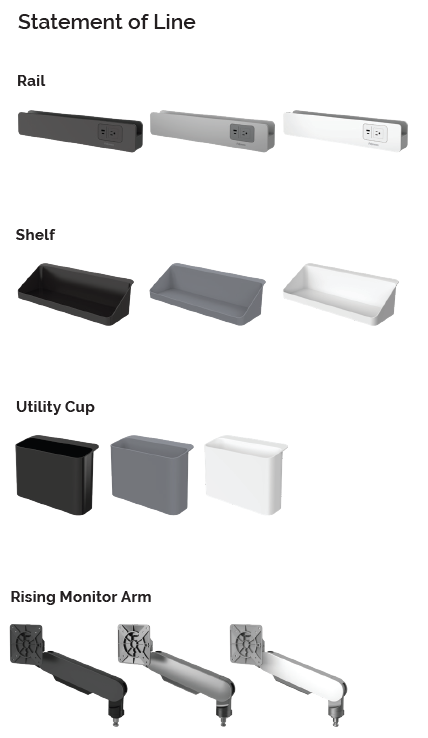 Statement of Line
Rail
Shelf
Utility Cup
Rising Monitor Arm